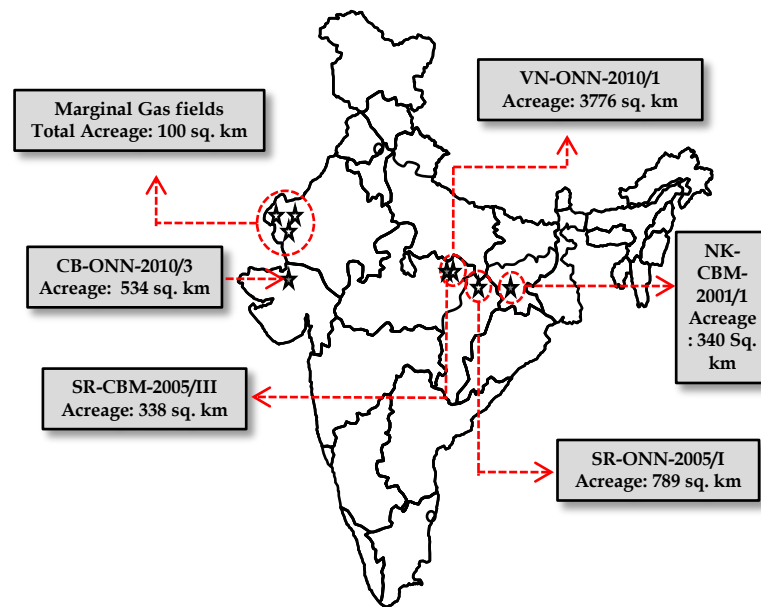 VN-ONN-2010/1
Acreage: 3776 sq. km
Marginal Gas fields
Total Acreage: 100 sq. km
CB-ONN-2010/3
Acreage: 534 sq. km
NK-
CBM-
2001/1
Acreage
: 340 Sq.
km
SR-CBM-2005/III
Acreage: 338 sq. km
SR-ONN-2005/I
Acreage: 789 sq. km